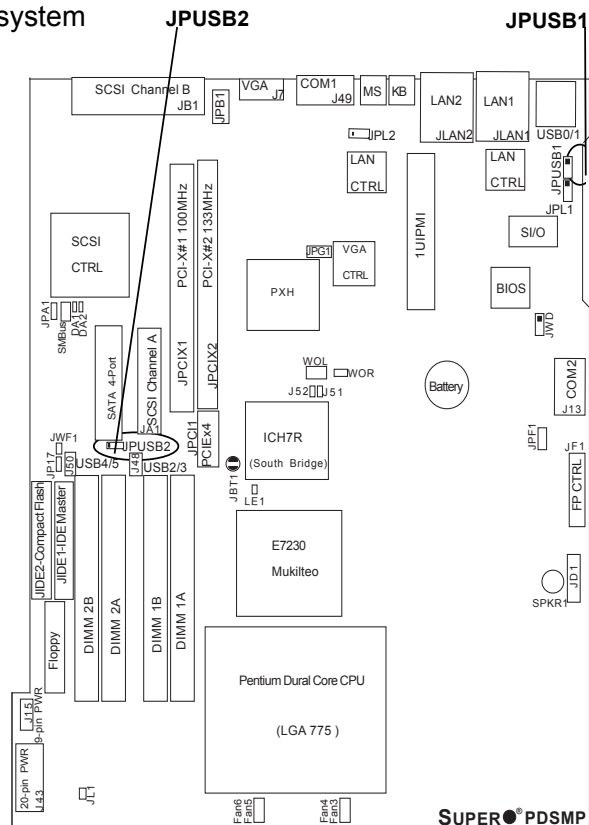 system
JPUSB2
JPUSB1
SCSI Channel B
JB1
JPB1
VGA
J7
COM1
J49
MS
KB
LAN2
JLAN2
LAN1
JLAN1
USB0/1
JPL2
LAN
CTRL
LAN
CTRL
JPUSB1
JPL1
SI/O
BIOS
JWD
SCSI
CTRL
JPA1
SMBus
DA1
DA2
PCI-X#1 100MHz
JPCIX1
PCI-X#2 133MHz
JPCIX2
JPG1
VGA
CTRL
PXH
1UIPMI
SATA 4-Port
SCSI Channel A
JA1
WOL
WOR
J52
J51
Battery
COM2
J13
JPF1
JF1
FP CTRL
JWF1
JP17
J50
JPUSB2
USB4/5
J48
USB2/3
JPCI1
PCIEx4
JBT1
ICH7R
(South Bridge)
LE1
JIDE2-Compact Flash
JIDE1-IDE Master
E7230
Mukilteo
SPKR1
JD1
Floppy
DIMM 2B
DIMM 2A
DIMM 1B
DIMM 1A
Pentium Dural Core CPU
(LGA 775 )
J15
9-pin PWR
20-pin PWR
J43
JL1
Fan6
Fan5
Fan4
Fan3
SUPER ® PDSMP